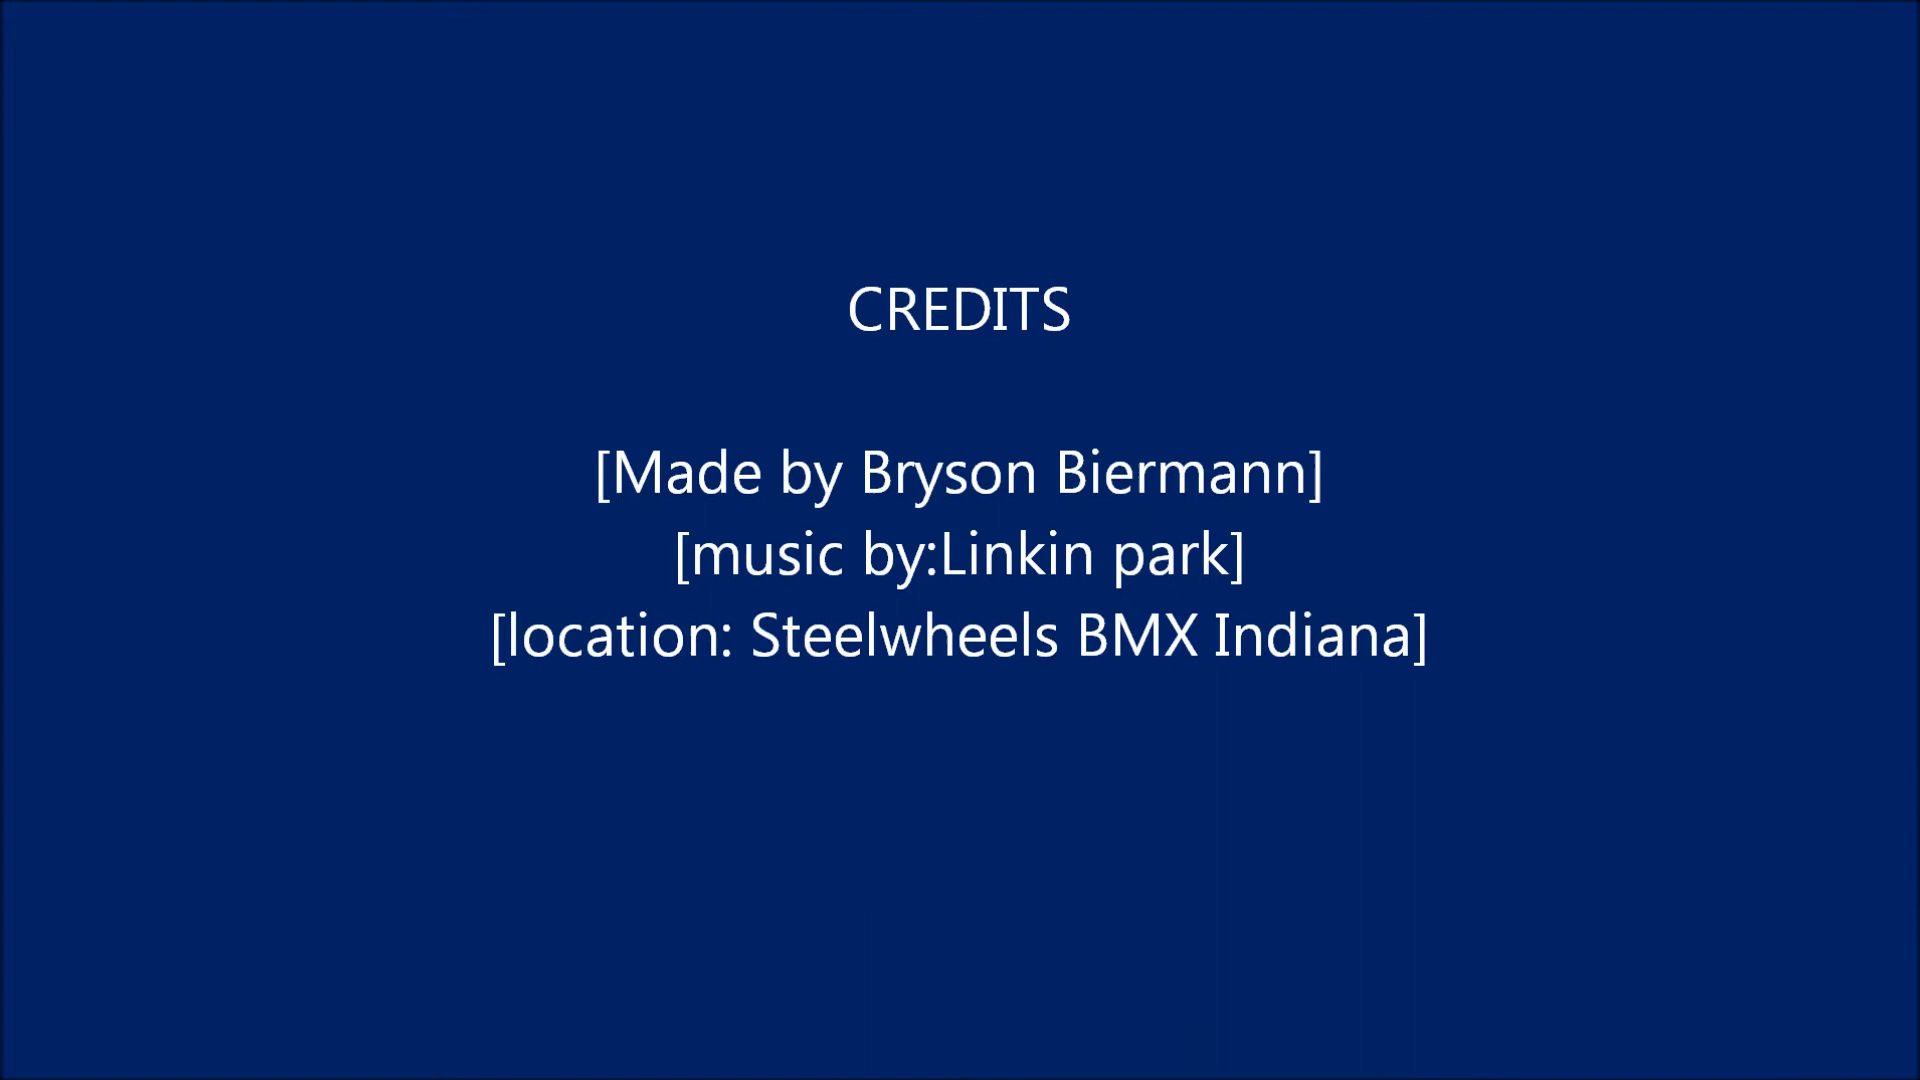 CREDITS
[Made by Bryson Biermann]
[music by:Linkin park]
[location: Steelwheels BMX Indiana]